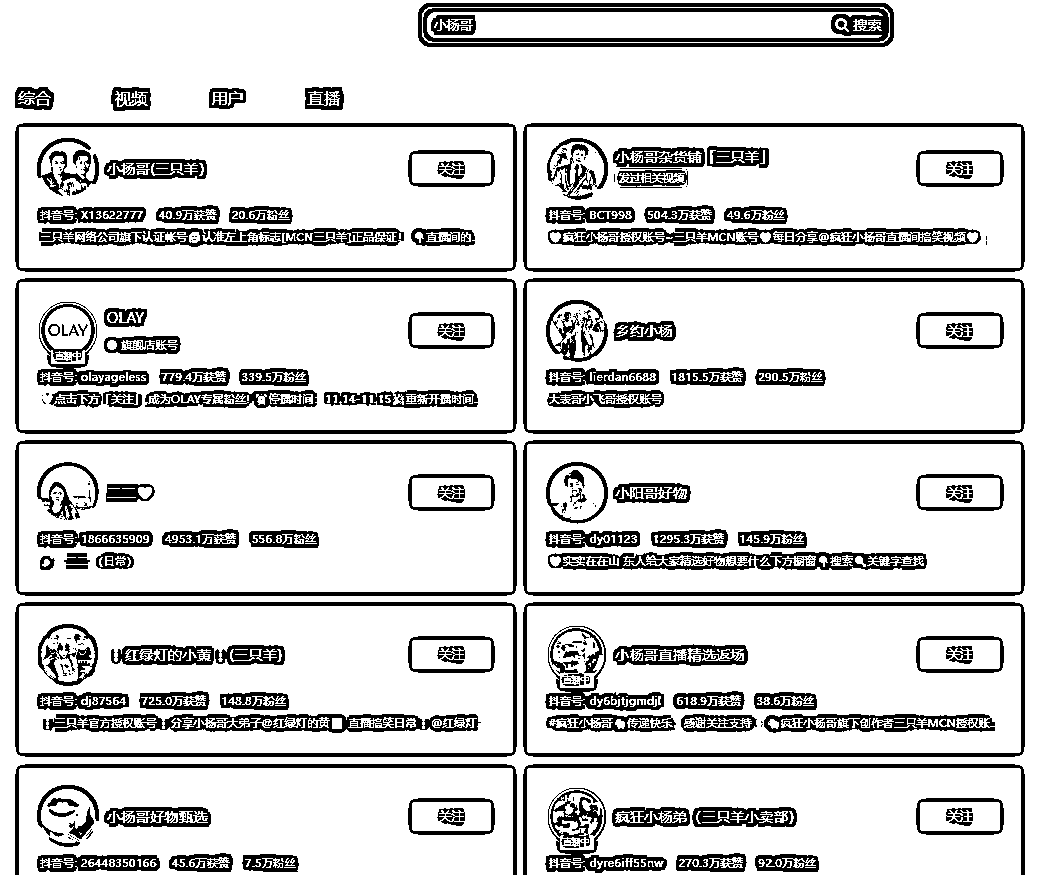 小杨哥 搜索
综合 视频 用户 直播
小杨哥(三只羊) 关注
抖音号: X13622777 40.9万获赞 20.6万粉丝
三只羊网络公司旗下认证帐号 认准左上角标志[MCN三只羊]正品保证! 直播间的
小杨哥杂货铺「三只羊」 关注
发过相关视频
抖音号: BCT998 504.3万获赞 49.6万粉丝
疯狂小杨哥授权账号~三只羊MCN账号 每日分享@疯狂小杨哥直播间搞笑视频
OLAY 关注
旗舰店账号
直播中
抖音号: olayageless 779.4万获赞 339.5万粉丝
点击下方「关注」,成为OLAY专属粉丝! 停播时间: 11.14-11.15 重新开播时间:
乡约小杨 关注
抖音号: lierdan6688 1815.5万获赞 290.5万粉丝
大表哥小飞哥授权账号
关注
抖音号: 1866635909 4953.1万获赞 556.8万粉丝
(日常)
小阳哥好物 关注
抖音号: dy01123 1295.3万获赞 145.9万粉丝
实实在在山东人给大家精选好物想要什么下方橱窗 搜索 关键字查找
红绿灯的小黄 (三只羊) 关注
抖音号: dj87564 725.0万获赞 148.8万粉丝
三只羊官方授权账号 分享小杨哥大弟子@红绿灯的黄 直播搞笑日常 @红绿灯
小杨哥直播精选返场 关注
直播中
抖音号: dy6bjtjgmdjl 618.9万获赞 38.6万粉丝
#疯狂小杨哥 传递快乐 感谢关注支持 疯狂小杨哥旗下创作者三只羊MCN授权账
小杨哥好物甄选 关注
抖音号: 26448350166 45.6万获赞 7.5万粉丝
疯狂小杨弟 (三只羊小卖部) 关注
直播中
抖音号: dyre6iff55nw 270.3万获赞 92.0万粉丝